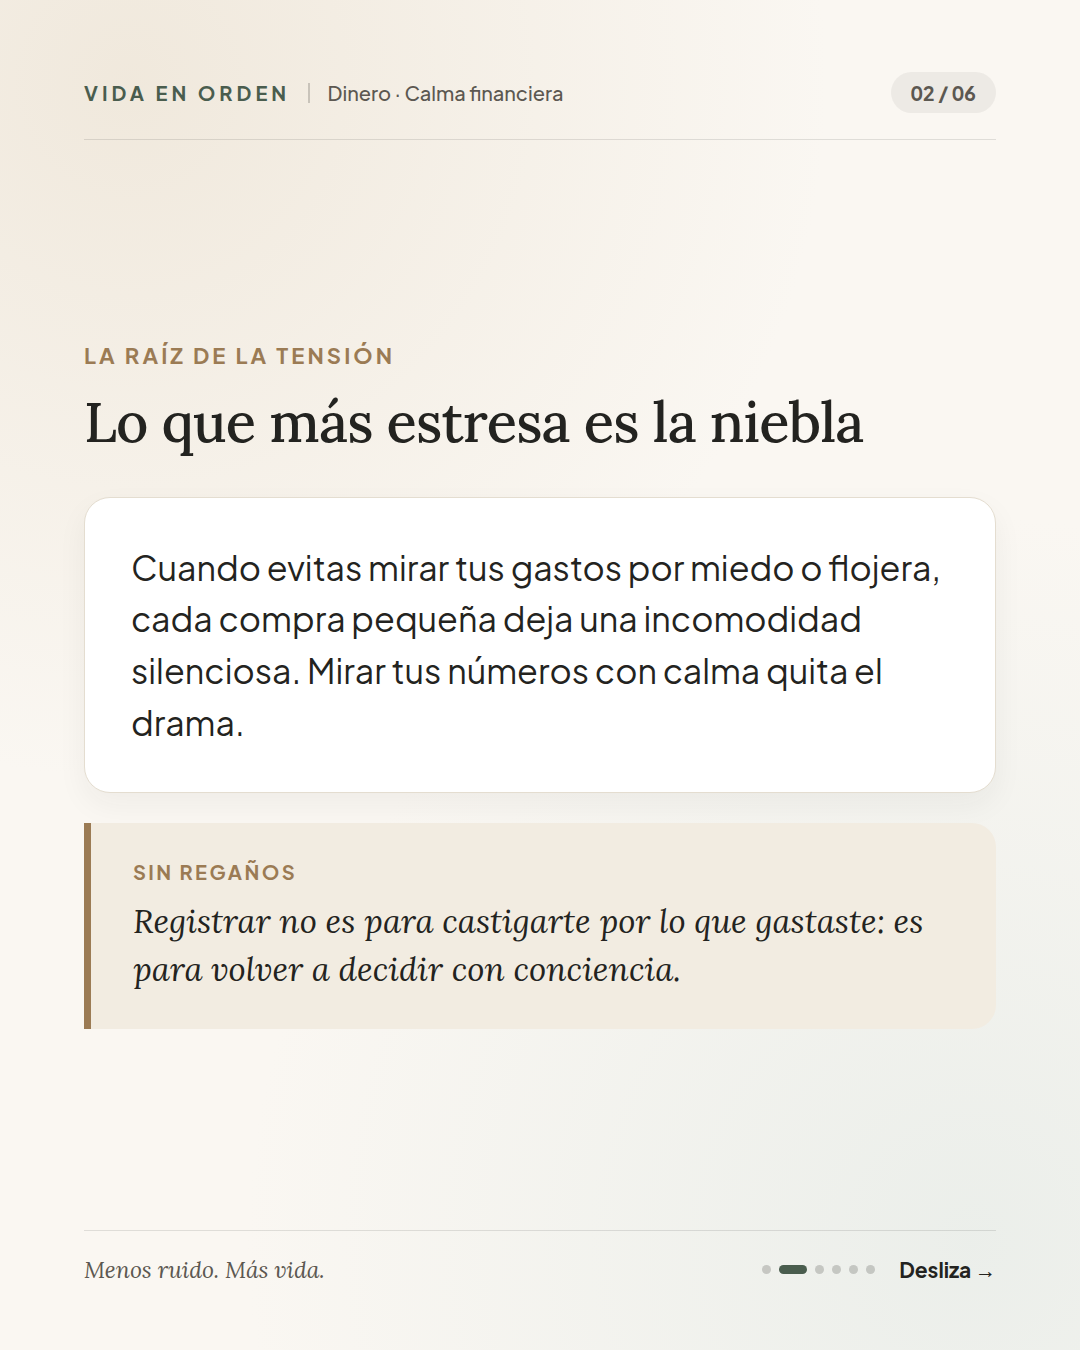 VIDA EN ORDEN | Dinero · Calma financiera
02 / 06
LA RAÍZ DE LA TENSIÓN
Lo que más estresa es la niebla
Cuando evitas mirar tus gastos por miedo o flojera,
cada compra pequeña deja una incomodidad
silenciosa. Mirar tus números con calma quita el
drama.
SIN REGAÑOS
Registrar no es para castigarte por lo que gastaste: es
para volver a decidir con conciencia.
Menos ruido. Más vida.
Desliza →